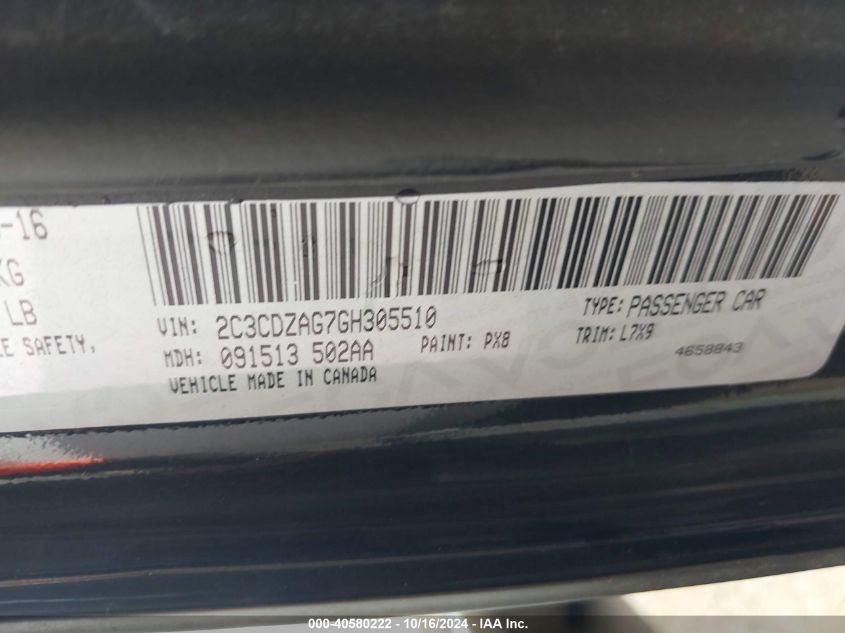 -16
KG
LB
E SAFETY,
VIN: 2C3CDZAG7GH305510
TYPE: PASSENGER CAR
MDH: 091513 502AA
PAINT: PX8
TRIM: L7X9
VEHICLE MADE IN CANADA
4658843
000-40580222 - 10/16/2024 - IAA Inc.